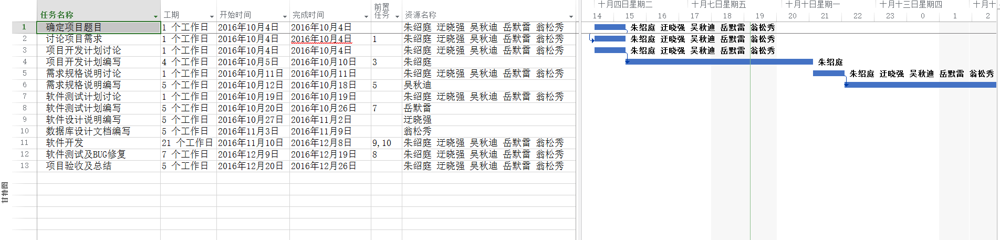 任务名称 工期 开始时间 完成时间 前置任务 资源名称
1 确定项目题目 1 个工作日 2016年10月4日 2016年10月4日 朱绍庭 迂晓强 吴秋迪 岳默雷 翁松秀
2 讨论项目需求 1 个工作日 2016年10月4日 2016年10月4日 1 朱绍庭 迂晓强 吴秋迪 岳默雷 翁松秀
3 项目开发计划讨论 1 个工作日 2016年10月4日 2016年10月4日 朱绍庭 迂晓强 吴秋迪 岳默雷 翁松秀
4 项目开发计划编写 4 个工作日 2016年10月5日 2016年10月10日 3 朱绍庭
5 需求规格说明讨论 1 个工作日 2016年10月11日 2016年10月11日 朱绍庭 迂晓强 吴秋迪 岳默雷 翁松秀
6 需求规格说明编写 5 个工作日 2016年10月12日 2016年10月18日 5 吴秋迪
7 软件测试计划讨论 1 个工作日 2016年10月19日 2016年10月19日 朱绍庭 迂晓强 吴秋迪 岳默雷 翁松秀
8 软件测试计划编写 5 个工作日 2016年10月20日 2016年10月26日 7 岳默雷
9 软件设计说明编写 5 个工作日 2016年10月27日 2016年11月2日 迂晓强
10 数据库设计文档编写 5 个工作日 2016年11月3日 2016年11月9日 翁松秀
11 软件开发 21 个工作日 2016年11月10日 2016年12月8日 9,10 朱绍庭 迂晓强 吴秋迪 岳默雷 翁松秀
12 软件测试及BUG修复 7 个工作日 2016年12月9日 2016年12月19日 8 朱绍庭 迂晓强 吴秋迪 岳默雷 翁松秀
13 项目验收及总结 5 个工作日 2016年12月20日 2016年12月26日 朱绍庭 迂晓强 吴秋迪 岳默雷 翁松秀
甘特图
十月四日星期二 十月七日星期五 十月十日星期一 十月十三日星期四 十月十
14 15 16 17 18 19 20 21 22 23 0 1 2
朱绍庭 迂晓强 吴秋迪 岳默雷 翁松秀
朱绍庭 迂晓强 吴秋迪 岳默雷 翁松秀
朱绍庭 迂晓强 吴秋迪 岳默雷 翁松秀
朱绍庭
朱绍庭 迂晓强 吴秋迪 岳默雷 翁松秀